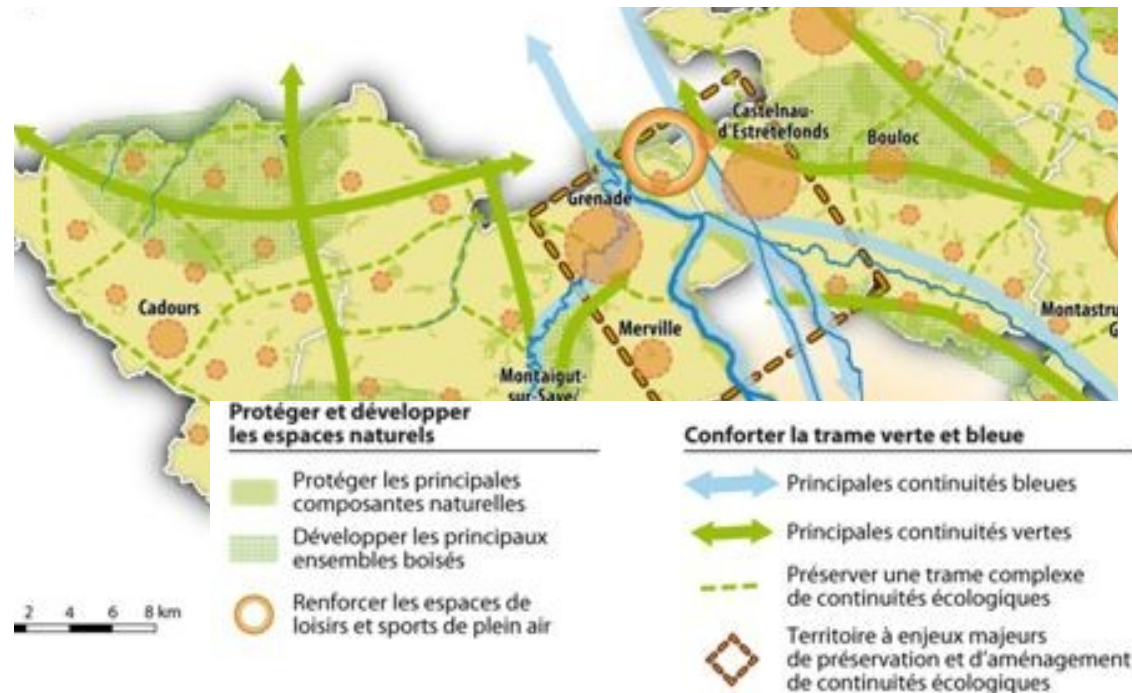 Castelnau-
d'Estrétefonds
Bouloc
Grenade
Cadours
Merville
Montaigut-
sur-Save/
Protéger et développer
les espaces naturels
Protéger les principales
composantes naturelles
Développer les principaux
ensembles boisés
Renforcer les espaces de
loisirs et sports de plein air
2 4 6 8 km
Conforter la trame verte et bleue
Principales continuités bleues
Principales continuités vertes
Préserver une trame complexe
de continuités écologiques
Territoire à enjeux majeurs
de préservation et d'aménagement
de continuités écologiques